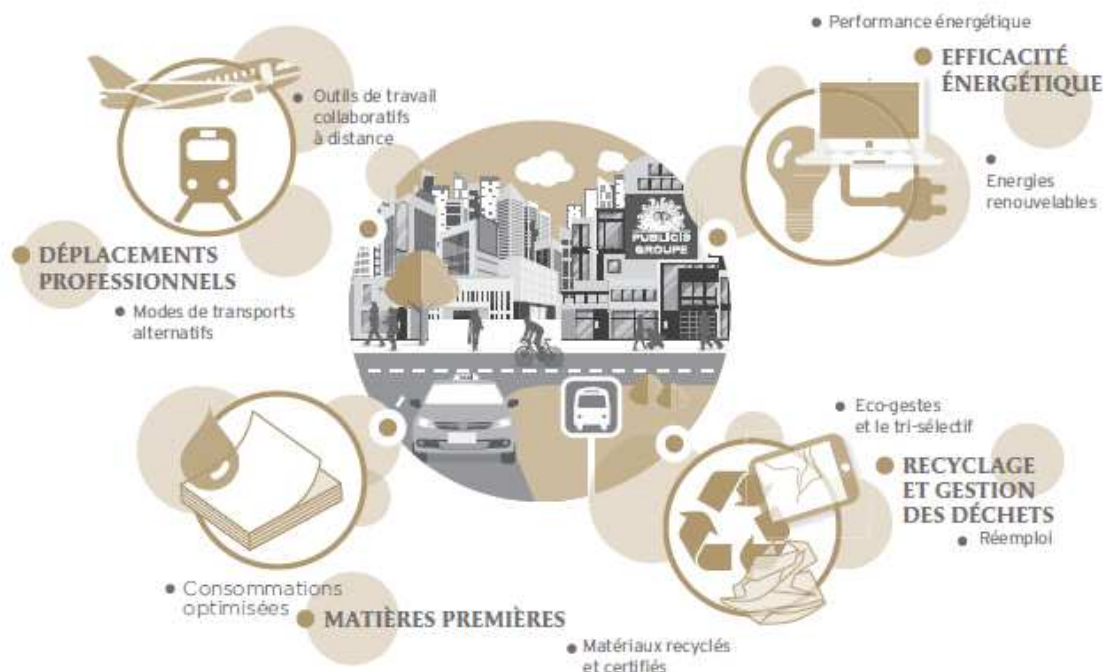 Outils de travail
collaboratifs
à distance
DÉPLACEMENTS
PROFESSIONNELS
Modes de transports
alternatifs
Performance énergétique
EFFICACITÉ
ÉNERGÉTIQUE
Energies
renouvelables
PUBLICIS
GROUPE
Consommations
optimisées
MATIÈRES PREMIÈRES
Matériaux recyclés
et certifiés
Eco-gestes
et le tri-sélectif
RECYCLAGE
ET GESTION
DES DÉCHETS
Réemploi